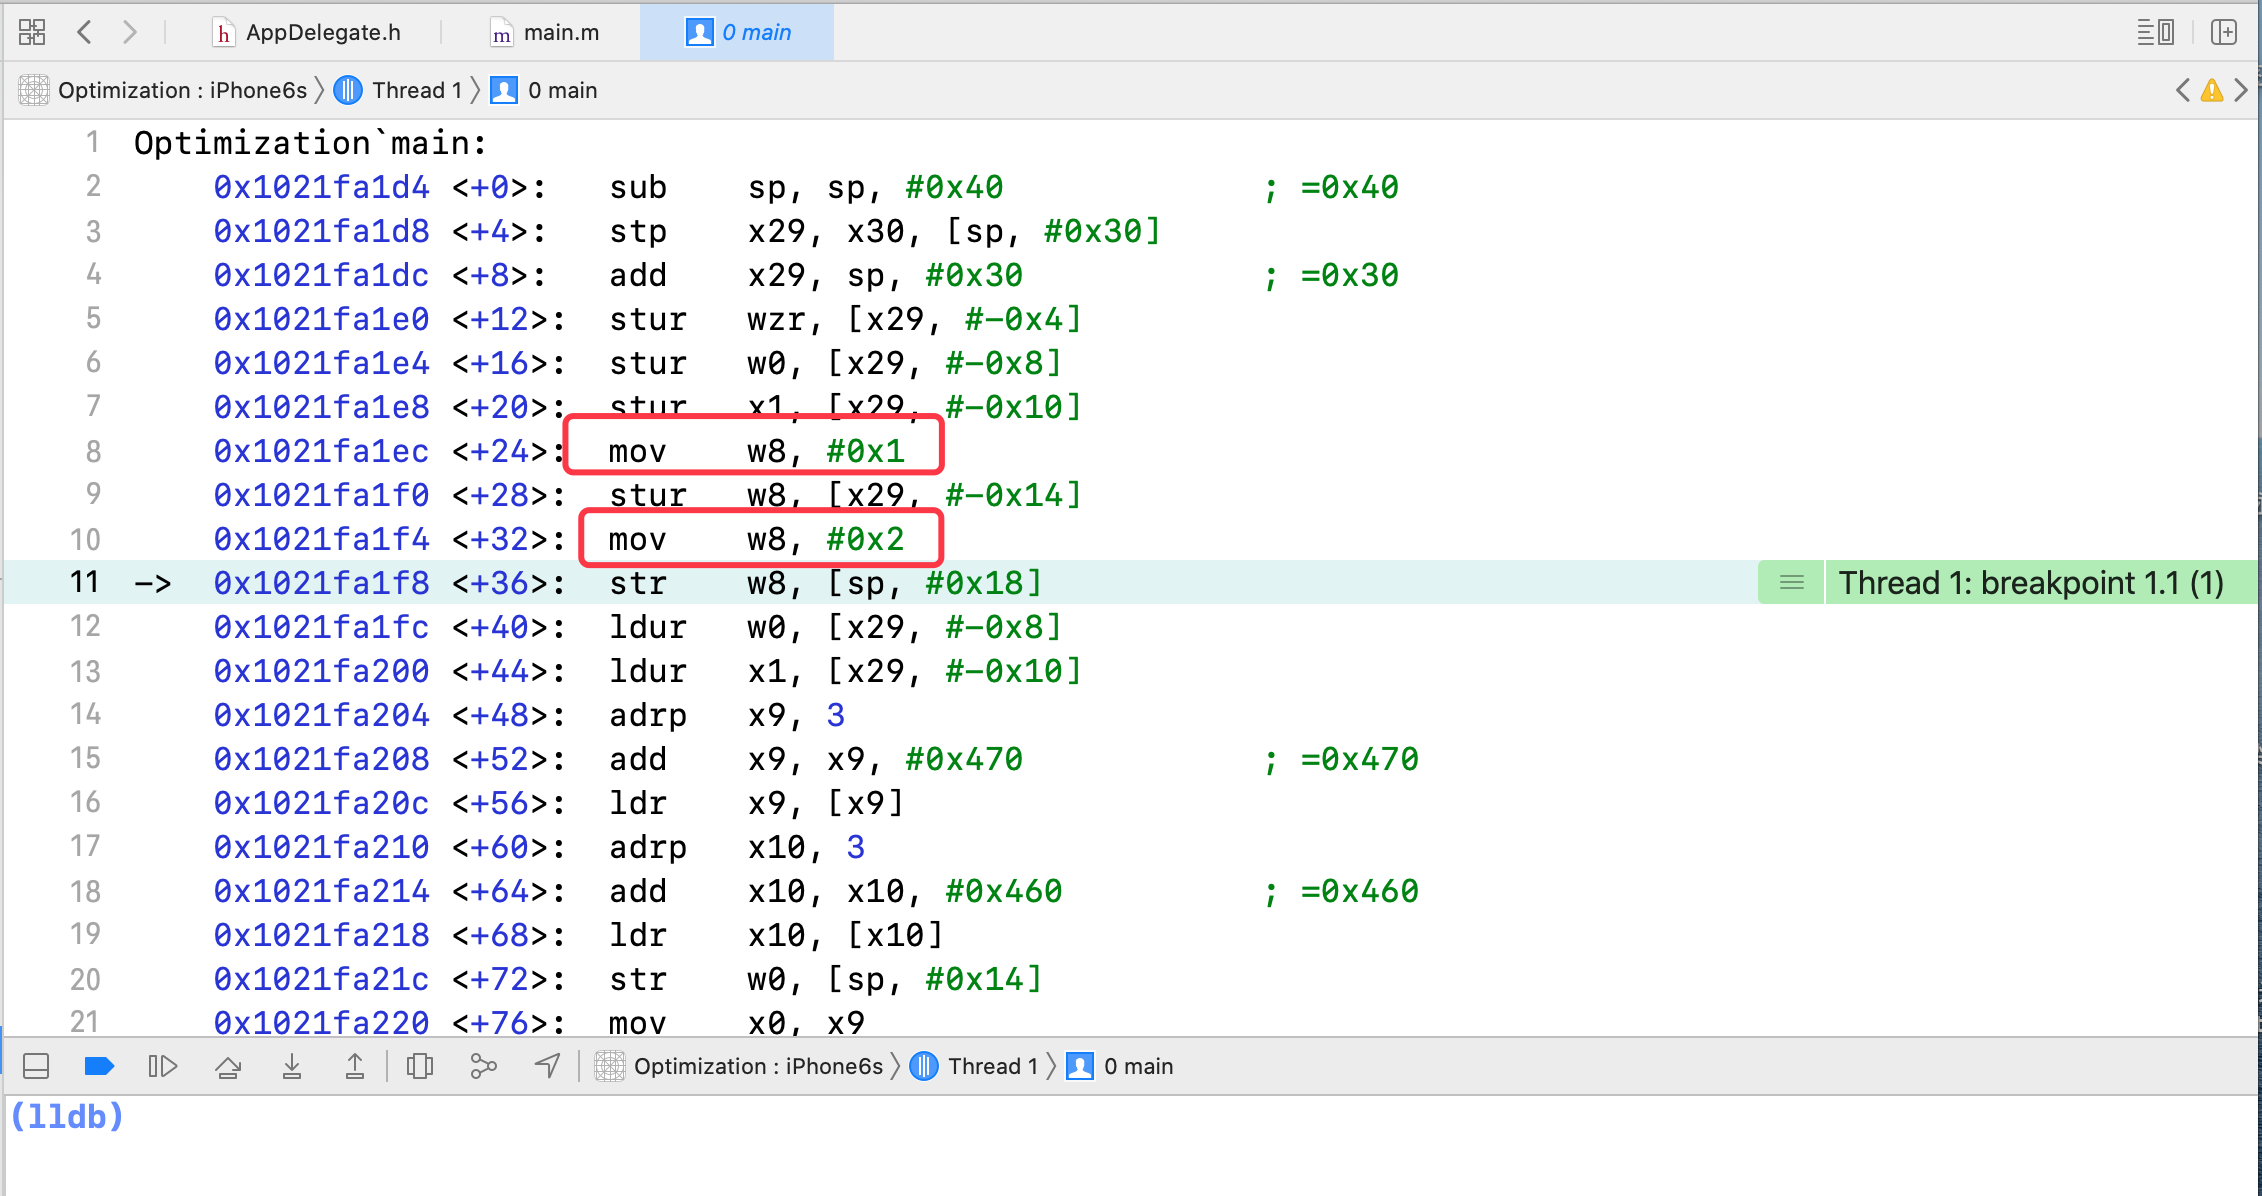 AppDelegate.h main.m 0 main
Optimization : iPhone6s Thread 1 0 main
1 Optimization`main:
2 0x1021fa1d4 <+0>: sub sp, sp, #0x40 ; =0x40
3 0x1021fa1d8 <+4>: stp x29, x30, [sp, #0x30]
4 0x1021fa1dc <+8>: add x29, sp, #0x30 ; =0x30
5 0x1021fa1e0 <+12>: stur wzr, [x29, #-0x4]
6 0x1021fa1e4 <+16>: stur w0, [x29, #-0x8]
7 0x1021fa1e8 <+20>: stur x1, [x29, #-0x10]
8 0x1021fa1ec <+24>: mov w8, #0x1
9 0x1021fa1f0 <+28>: stur w8, [x29, #-0x14]
10 0x1021fa1f4 <+32>: mov w8, #0x2
11 -> 0x1021fa1f8 <+36>: str w8, [sp, #0x18] Thread 1: breakpoint 1.1 (1)
12 0x1021fa1fc <+40>: ldur w0, [x29, #-0x8]
13 0x1021fa200 <+44>: ldur x1, [x29, #-0x10]
14 0x1021fa204 <+48>: adrp x9, 3
15 0x1021fa208 <+52>: add x9, x9, #0x470 ; =0x470
16 0x1021fa20c <+56>: ldr x9, [x9]
17 0x1021fa210 <+60>: adrp x10, 3
18 0x1021fa214 <+64>: add x10, x10, #0x460 ; =0x460
19 0x1021fa218 <+68>: ldr x10, [x10]
20 0x1021fa21c <+72>: str w0, [sp, #0x14]
21 0x1021fa220 <+76>: mov x0, x9
Optimization : iPhone6s Thread 1 0 main
(lldb)